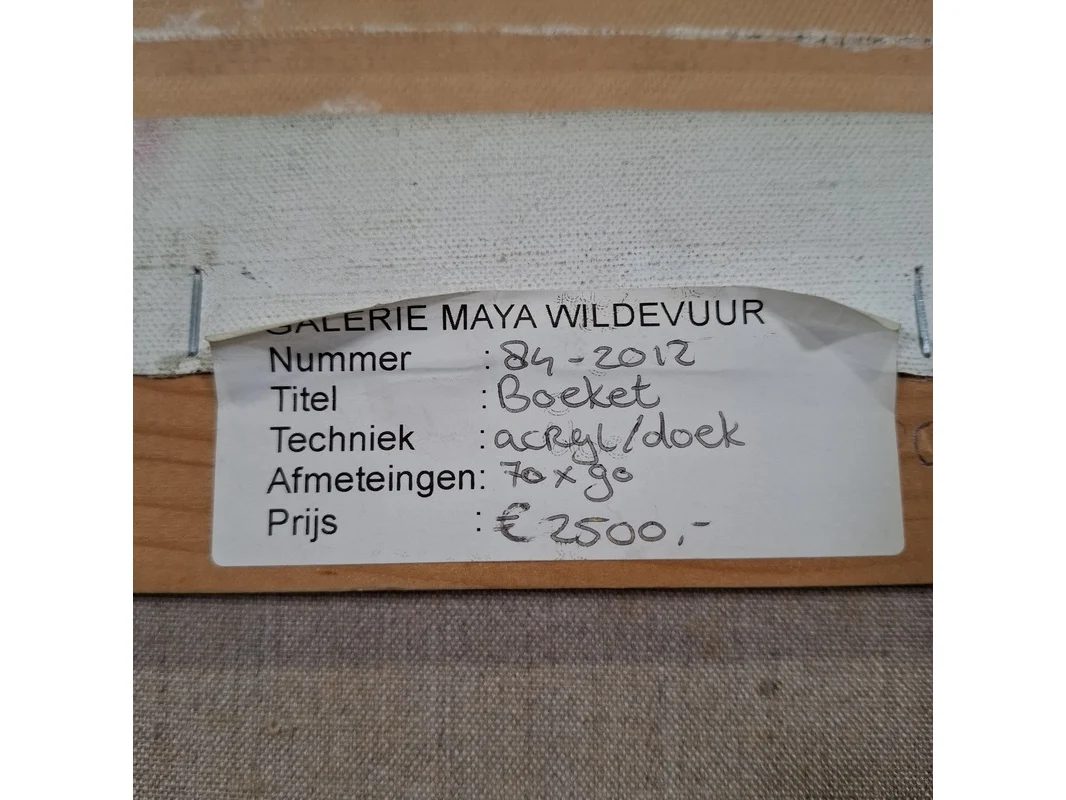 GALERIE MAYA WILDEVUUR
Nummer : 84-2012
Titel : Boeket
Techniek : acryl/doek
Afmeteingen: 70 x 90
Prijs : € 2500,-